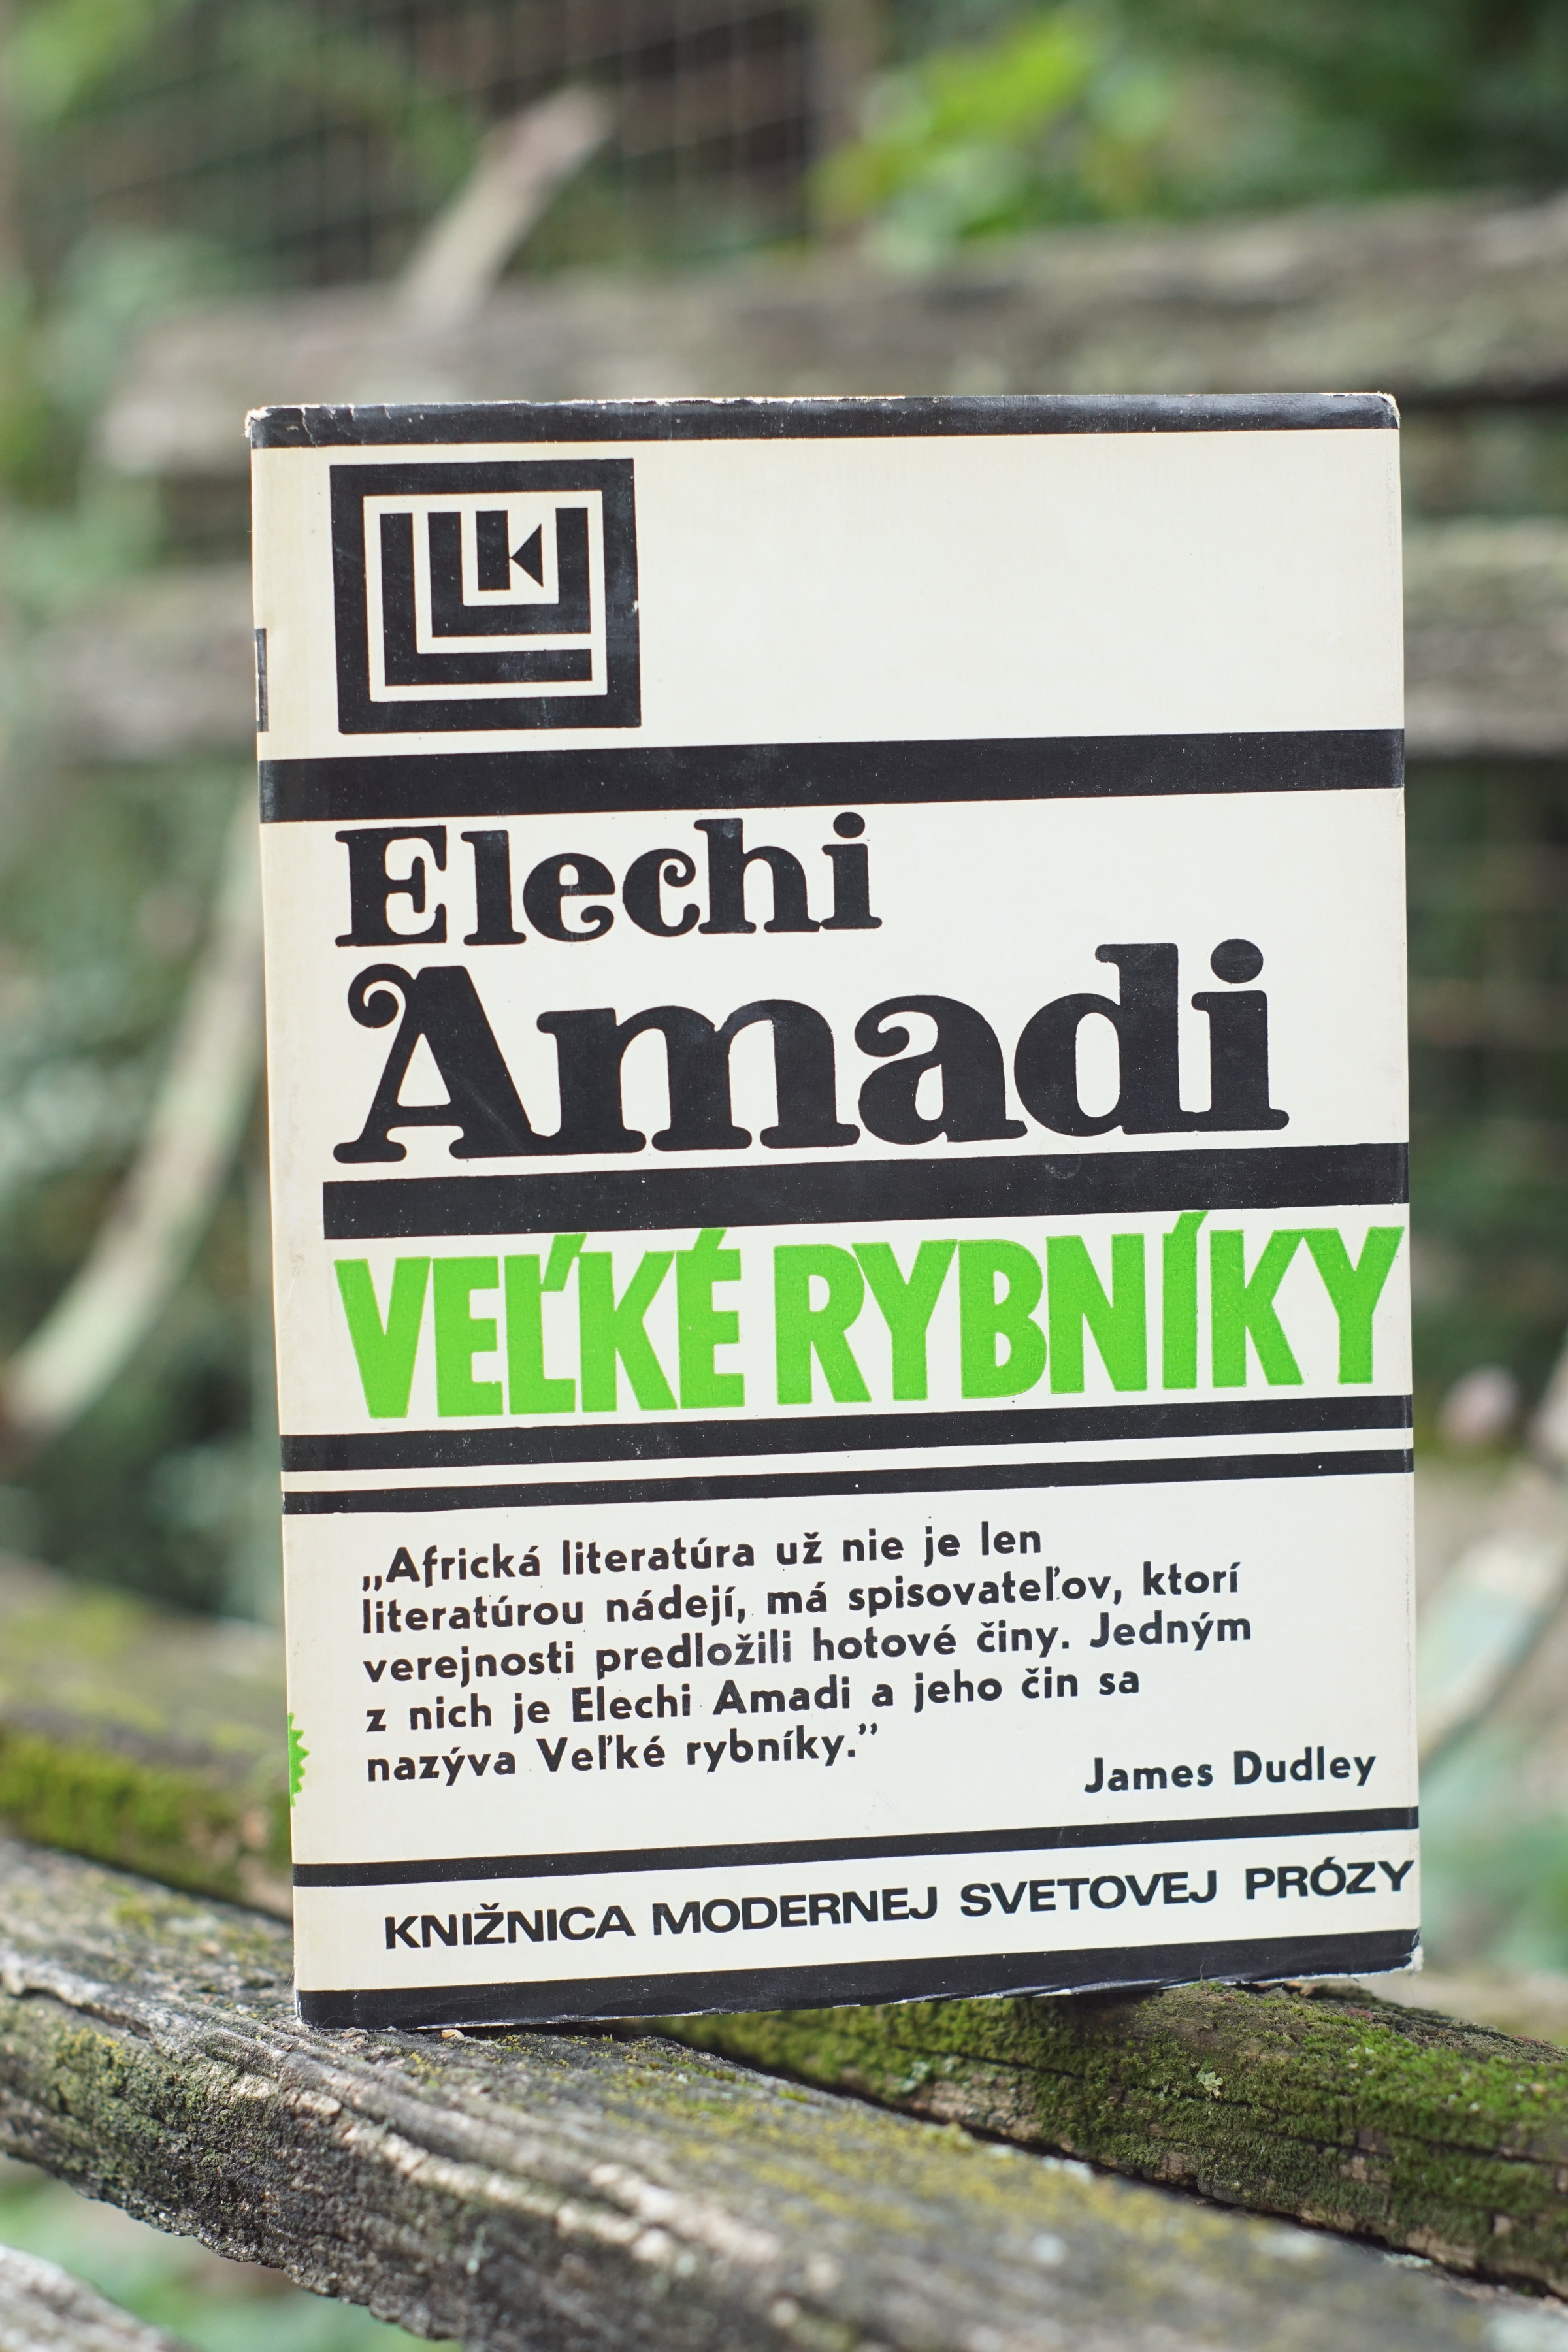 Elechi
Amadi
VEĽKÉ RYBNÍKY
„Africká literatúra už nie je len
literatúrou nádejí, má spisovateľov, ktorí
verejnosti predložili hotové činy. Jedným
z nich je Elechi Amadi a jeho čin sa
nazýva Veľké rybníky.”
James Dudley
KNIŽNICA MODERNEJ SVETOVEJ PRÓZY